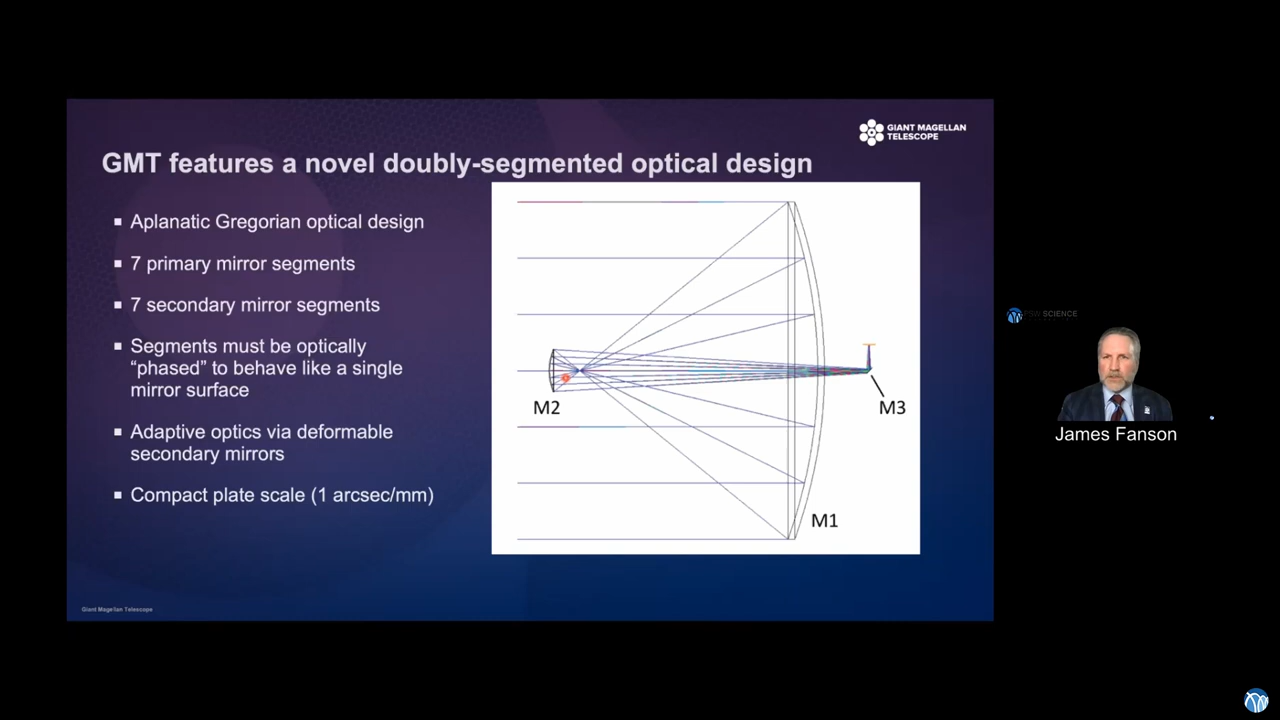 GIANT MAGELLAN
TELESCOPE
GMT features a novel doubly-segmented optical design
▪ Aplanatic Gregorian optical design
▪ 7 primary mirror segments
▪ 7 secondary mirror segments
▪ Segments must be optically
“phased” to behave like a single
mirror surface
▪ Adaptive optics via deformable
secondary mirrors
▪ Compact plate scale (1 arcsec/mm)
M2
M3
M1
Giant Magellan Telescope
PSW SCIENCE
James Fanson